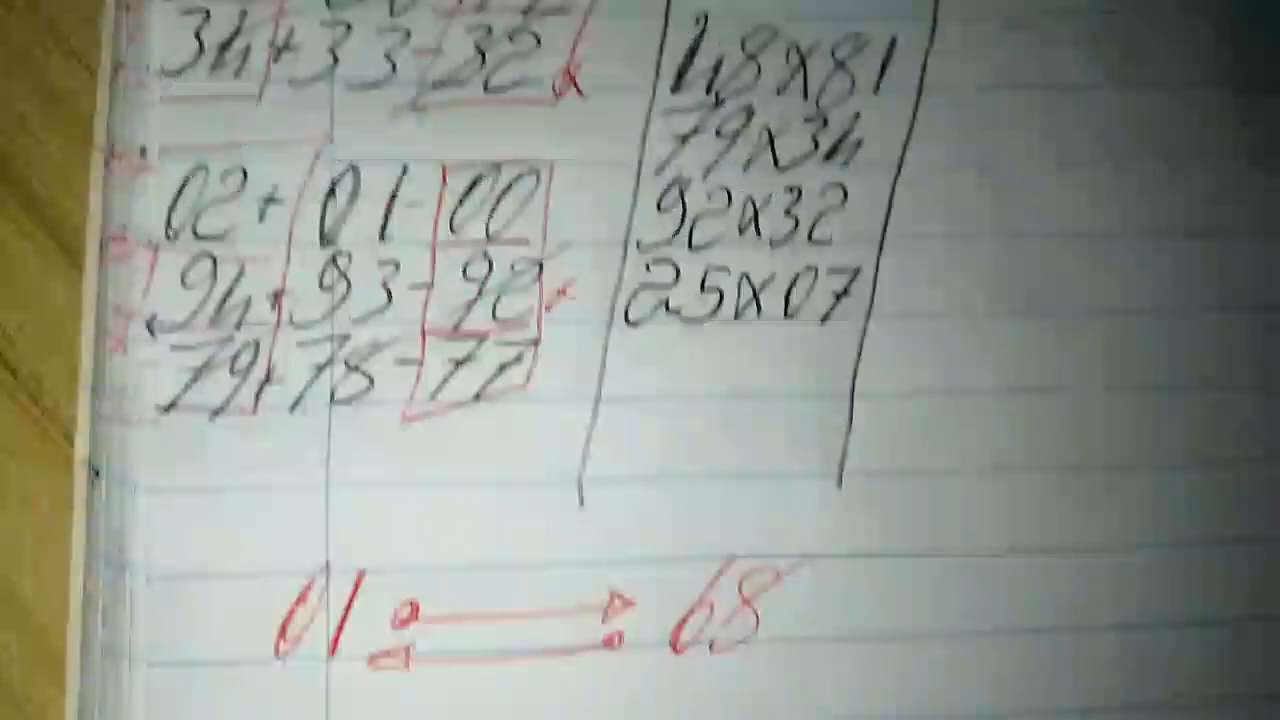 34+33-32
02+01-00
94+93-92
79+78-77
48x81
79x34
92x32
25x07
01 68